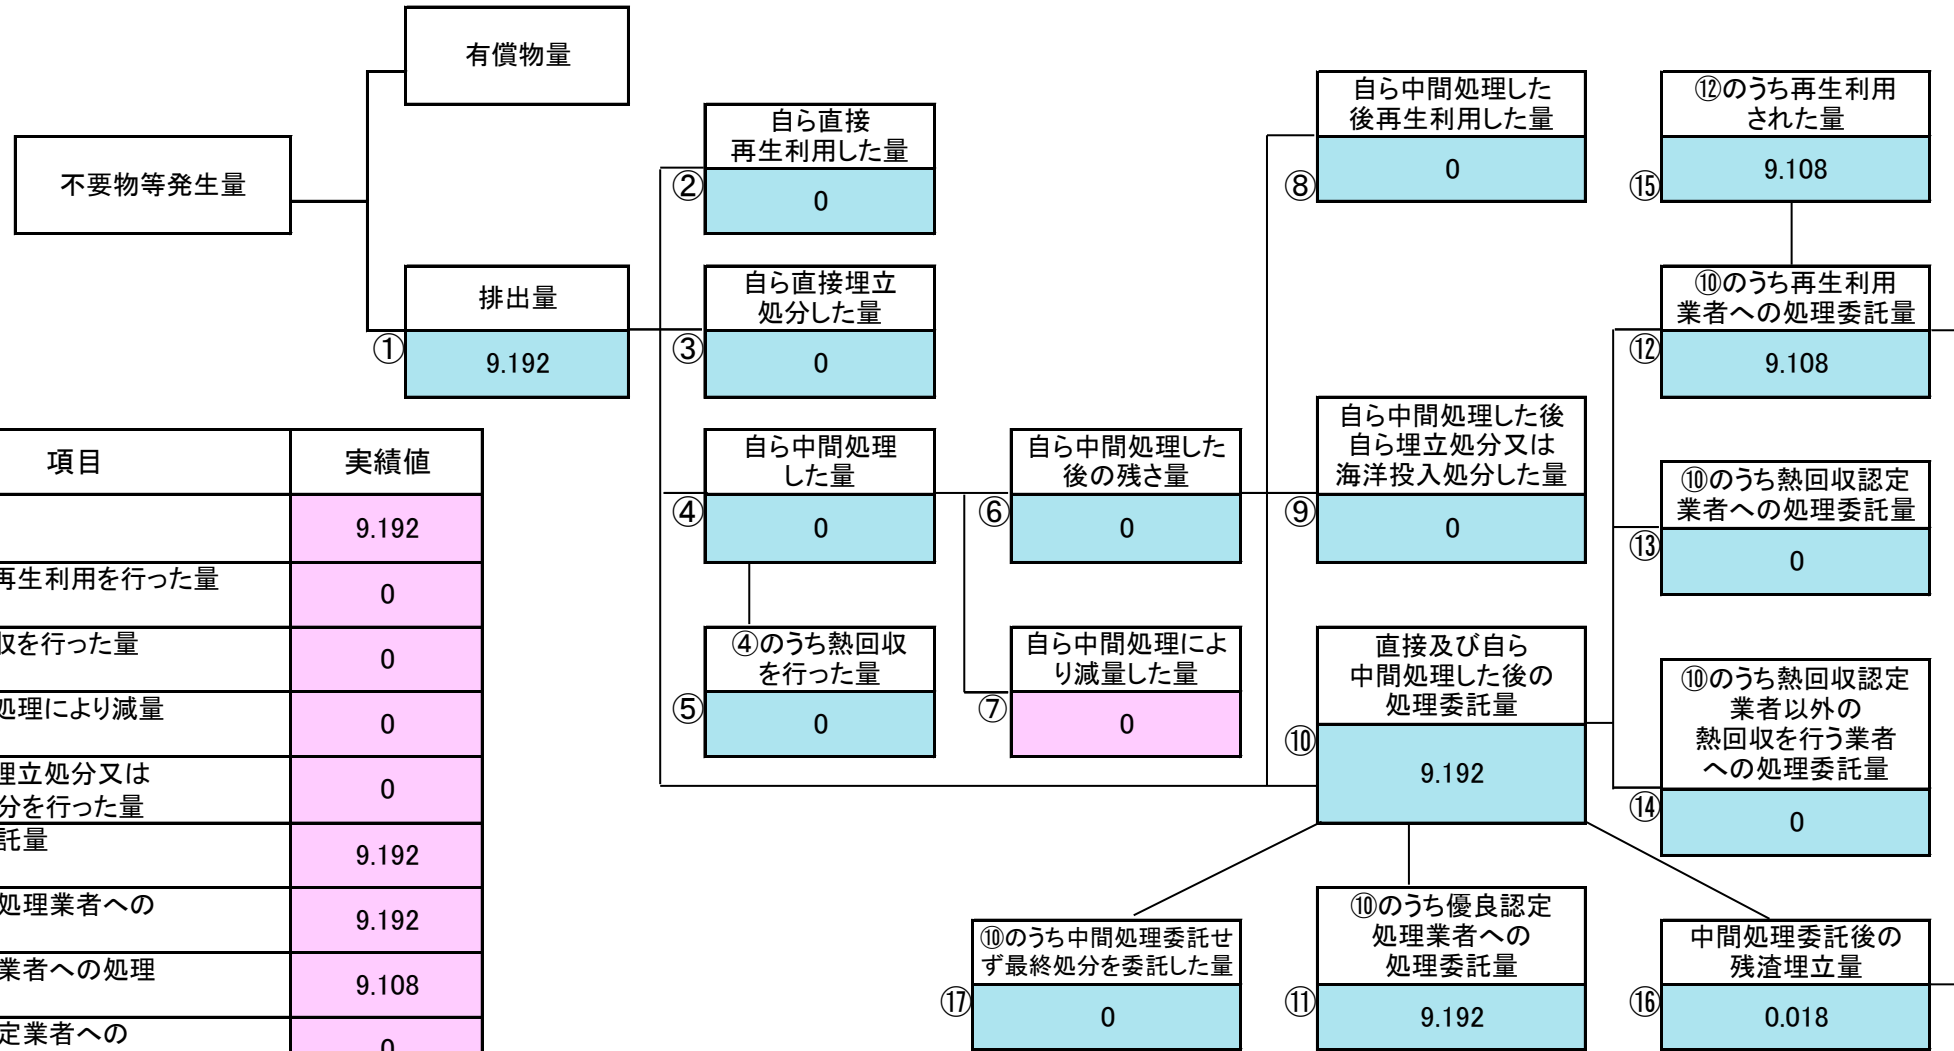 有償物量
不要物等発生量
排出量
①
9.192
自ら直接
再生利用した量
②
0
自ら直接埋立
処分した量
③
0
自ら中間処理
した量
④
0
④のうち熱回収
を行った量
⑤
0
自ら中間処理した
後の残さ量
⑥
0
自ら中間処理によ
り減量した量
⑦
0
自ら中間処理した
後再生利用した量
⑧
0
自ら中間処理した後
自ら埋立処分又は
海洋投入処分した量
⑨
0
直接及び自ら
中間処理した後の
処理委託量
⑩
9.192
⑫のうち再生利用
された量
⑮
9.108
⑩のうち再生利用
業者への処理委託量
⑫
9.108
⑩のうち熱回収認定
業者への処理委託量
⑬
0
⑩のうち熱回収認定
業者以外の
熱回収を行う業者
への処理委託量
⑭
0
⑩のうち中間処理委託せ
ず最終処分を委託した量
⑰
0
⑩のうち優良認定
処理業者への
処理委託量
⑪
9.192
中間処理委託後の
残渣埋立量
⑯
0.018
項目 実績値
9.192
再生利用を行った量
0
収を行った量
0
処理により減量
0
埋立処分又は
分を行った量
0
託量
9.192
処理業者への
9.192
業者への処理
9.108
定業者への
0